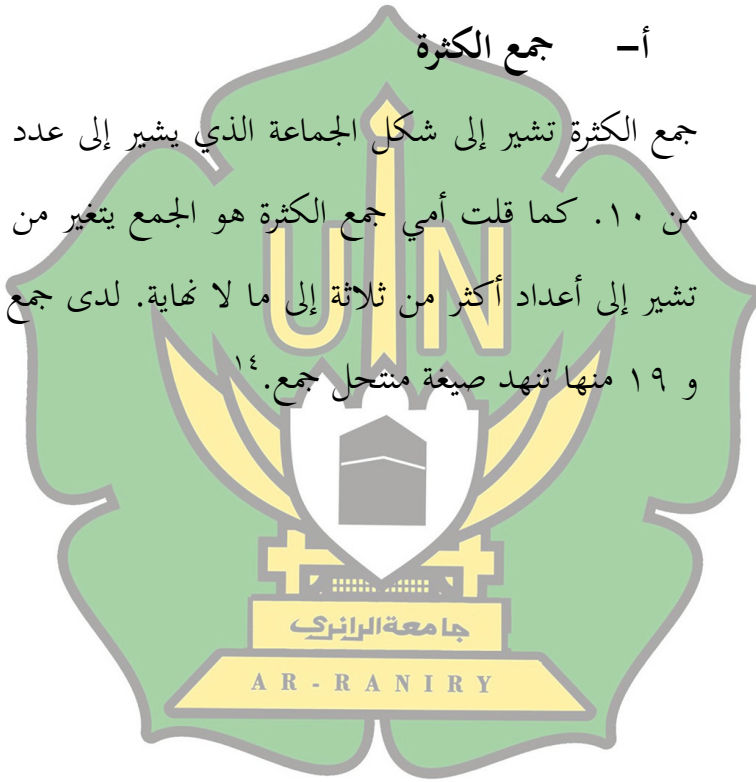 أ– جمع الكثرة
جمع الكثرة تشير إلى شكل الجماعة الذي يشير إلى عدد
من ١٠. كما قلت أمي جمع الكثرة هو الجمع يتغير من
تشير إلى أعداد أكثر من ثلاثة إلى ما لا نهاية. لدى جمع
و ١٩ منها تنهد صيغة منتحل جمع.١٤
UIN
جامعة الرانري
AR-RANIRY